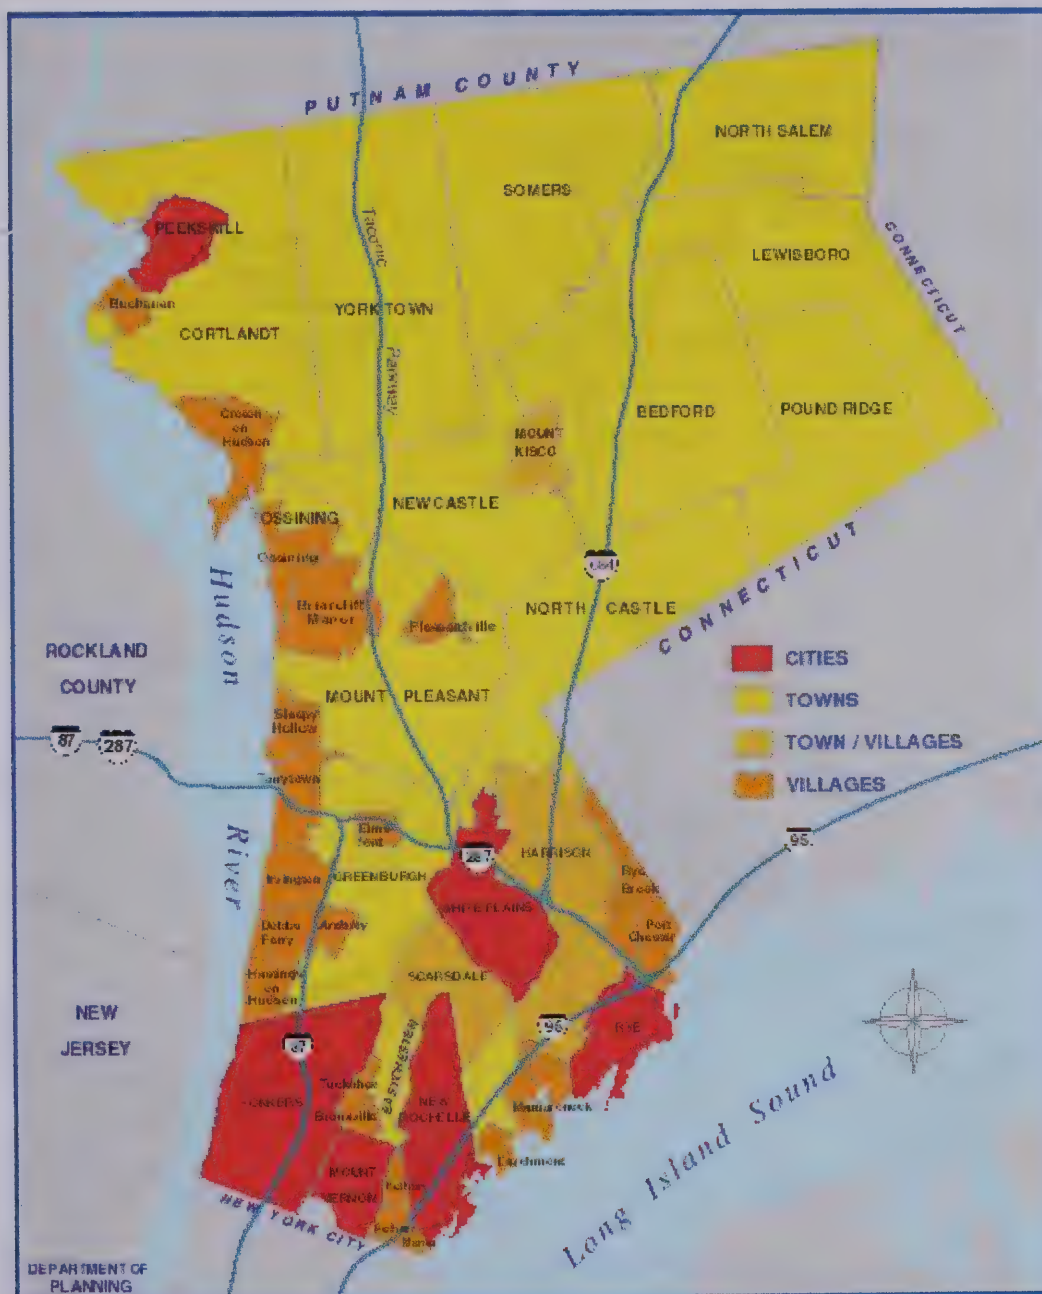 PUTNAM COUNTY
NORTH SALEM
SOMERS
PEEKSKILL
Taconic
CONNECTICUT
LEWISBORO
Buchanan
YORKTOWN
CORTLANDT
Parkway
BEDFORD
POUND RIDGE
Croton
on
Hudson
MOUNT
KISCO
NEW CASTLE
OSSINING
Ossining
684
CONNECTICUT
Hudson
Briarcliff
Manor
Pleasantville
NORTH CASTLE
ROCKLAND
COUNTY
CITIES
MOUNT PLEASANT
TOWNS
Sleepy
Hollow
87
287
TOWN / VILLAGES
Tarrytown
VILLAGES
River
Elms
ford
95
287
HARRISON
Irvington
GREENBURGH
Rye
Brook
WHITE PLAINS
Dobbs
Ferry
Ardsley
Port
Chester
Hastings
on
Hudson
SCARSDALE
NEW
JERSEY
95
RYE
87
EASTCHESTER
Tuckahoe
YONKERS
Bronxville
NEW
ROCHELLE
Mamaroneck
Long Island Sound
MOUNT
VERNON
Larchmont
Pelham
NEW YORK CITY
Pelham
Manor
DEPARTMENT OF
PLANNING